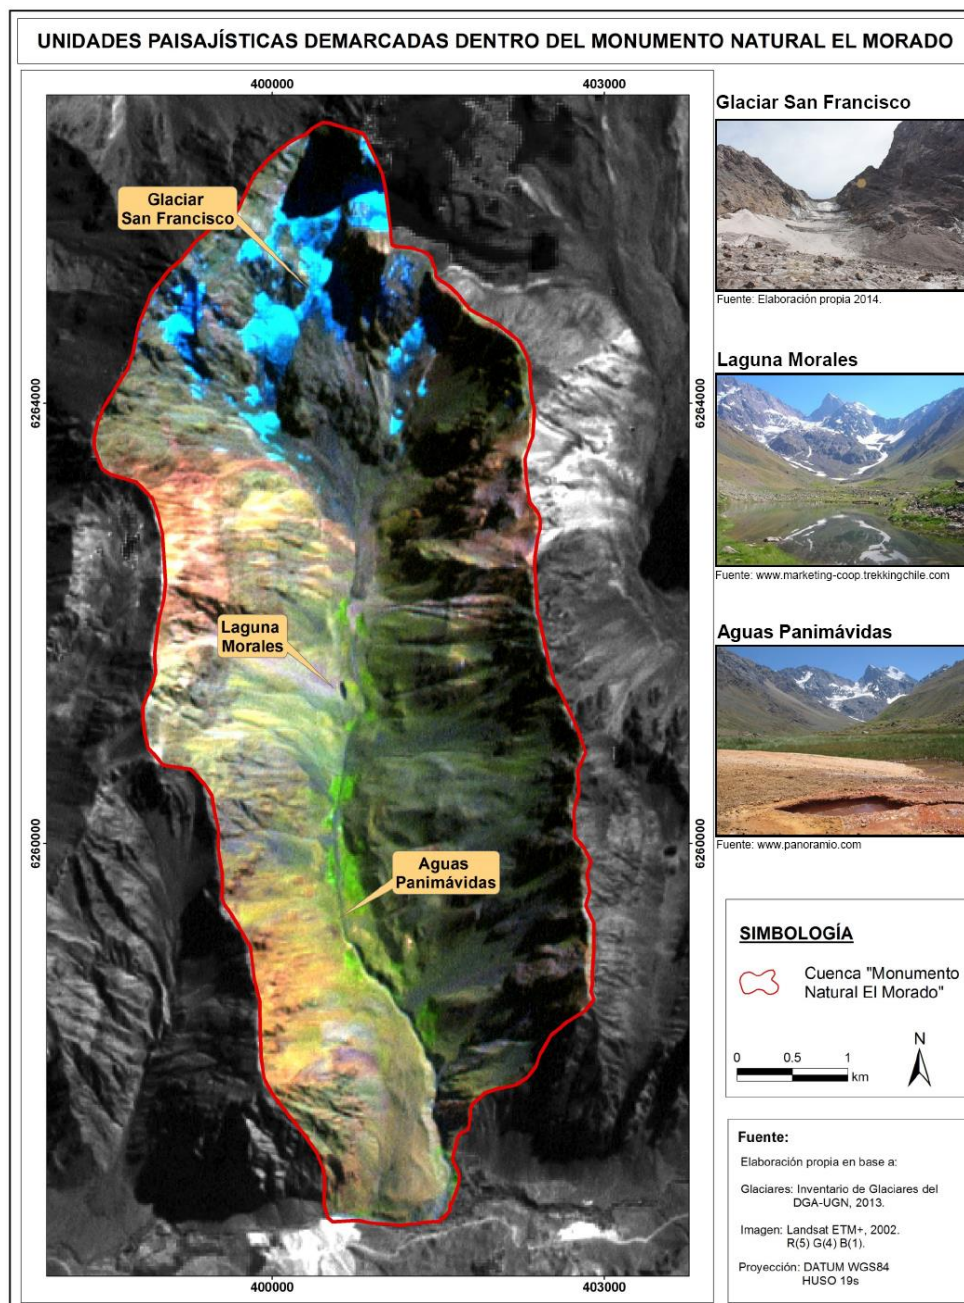 UNIDADES PAISAJÍSTICAS DEMARCADAS DENTRO DEL MONUMENTO NATURAL EL MORADO
400000
403000
Glaciar
San Francisco
6264000
6264000
Laguna
Morales
6260000
6260000
Aguas
Panimávidas
400000
403000
Glaciar San Francisco
Fuente: Elaboración propia 2014.
Laguna Morales
Fuente: www.marketing-coop.trekkingchile.com
Aguas Panimávidas
Fuente: www.panoramio.com
SIMBOLOGÍA
Cuenca "Monumento
Natural El Morado"
N
0 0.5 1
km
Fuente:
Elaboración propia en base a:
Glaciares: Inventario de Glaciares del
DGA-UGN, 2013.
Imagen: Landsat ETM+, 2002.
R(5) G(4) B(1).
Proyección: DATUM WGS84
HUSO 19s